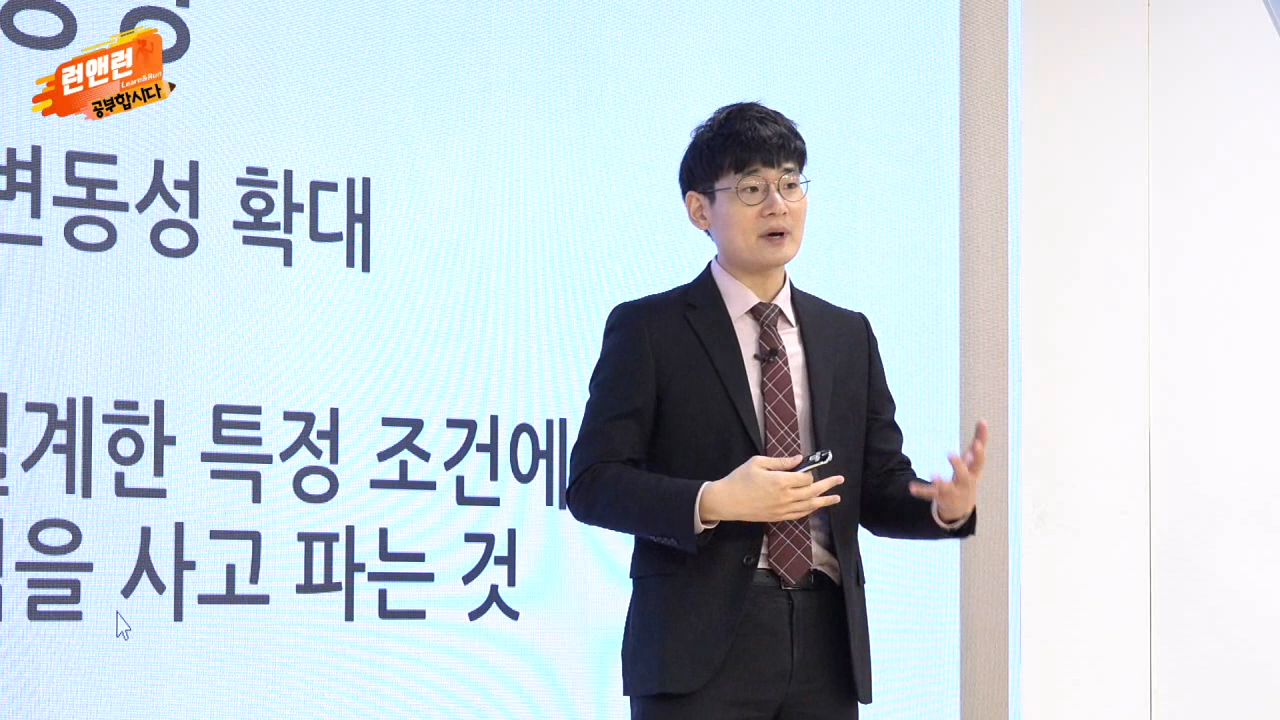 런앤런
Learn&Run
공부합시다
변동성 확대
계한 특정 조건에
을 사고 파는 것